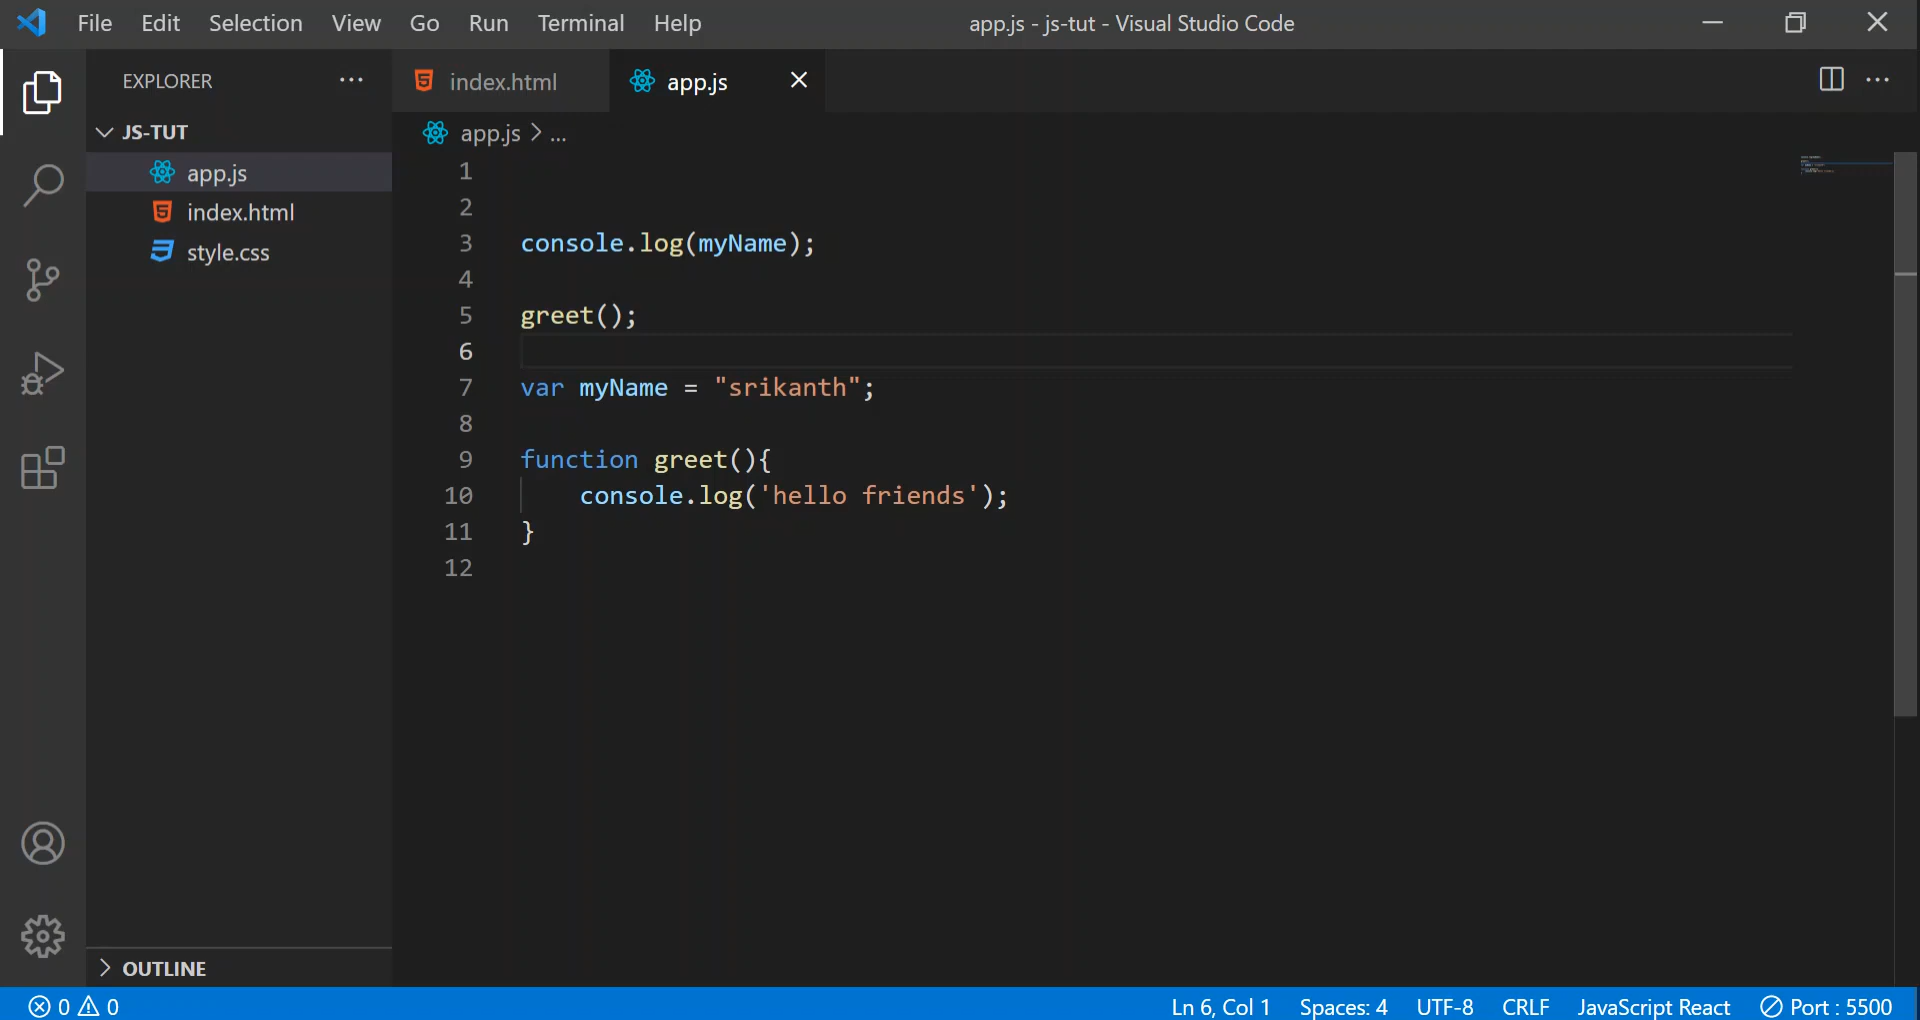 File Edit Selection View Go Run Terminal Help app.js - js-tut - Visual Studio Code
EXPLORER
JS-TUT
app.js
index.html
style.css
OUTLINE
index.html app.js
app.js > ...
1
2
3 console.log(myName);
4
5 greet();
6
7 var myName = "srikanth";
8
9 function greet(){
10 console.log('hello friends');
11 }
12
0 0 Ln 6, Col 1 Spaces: 4 UTF-8 CRLF JavaScript React Port : 5500